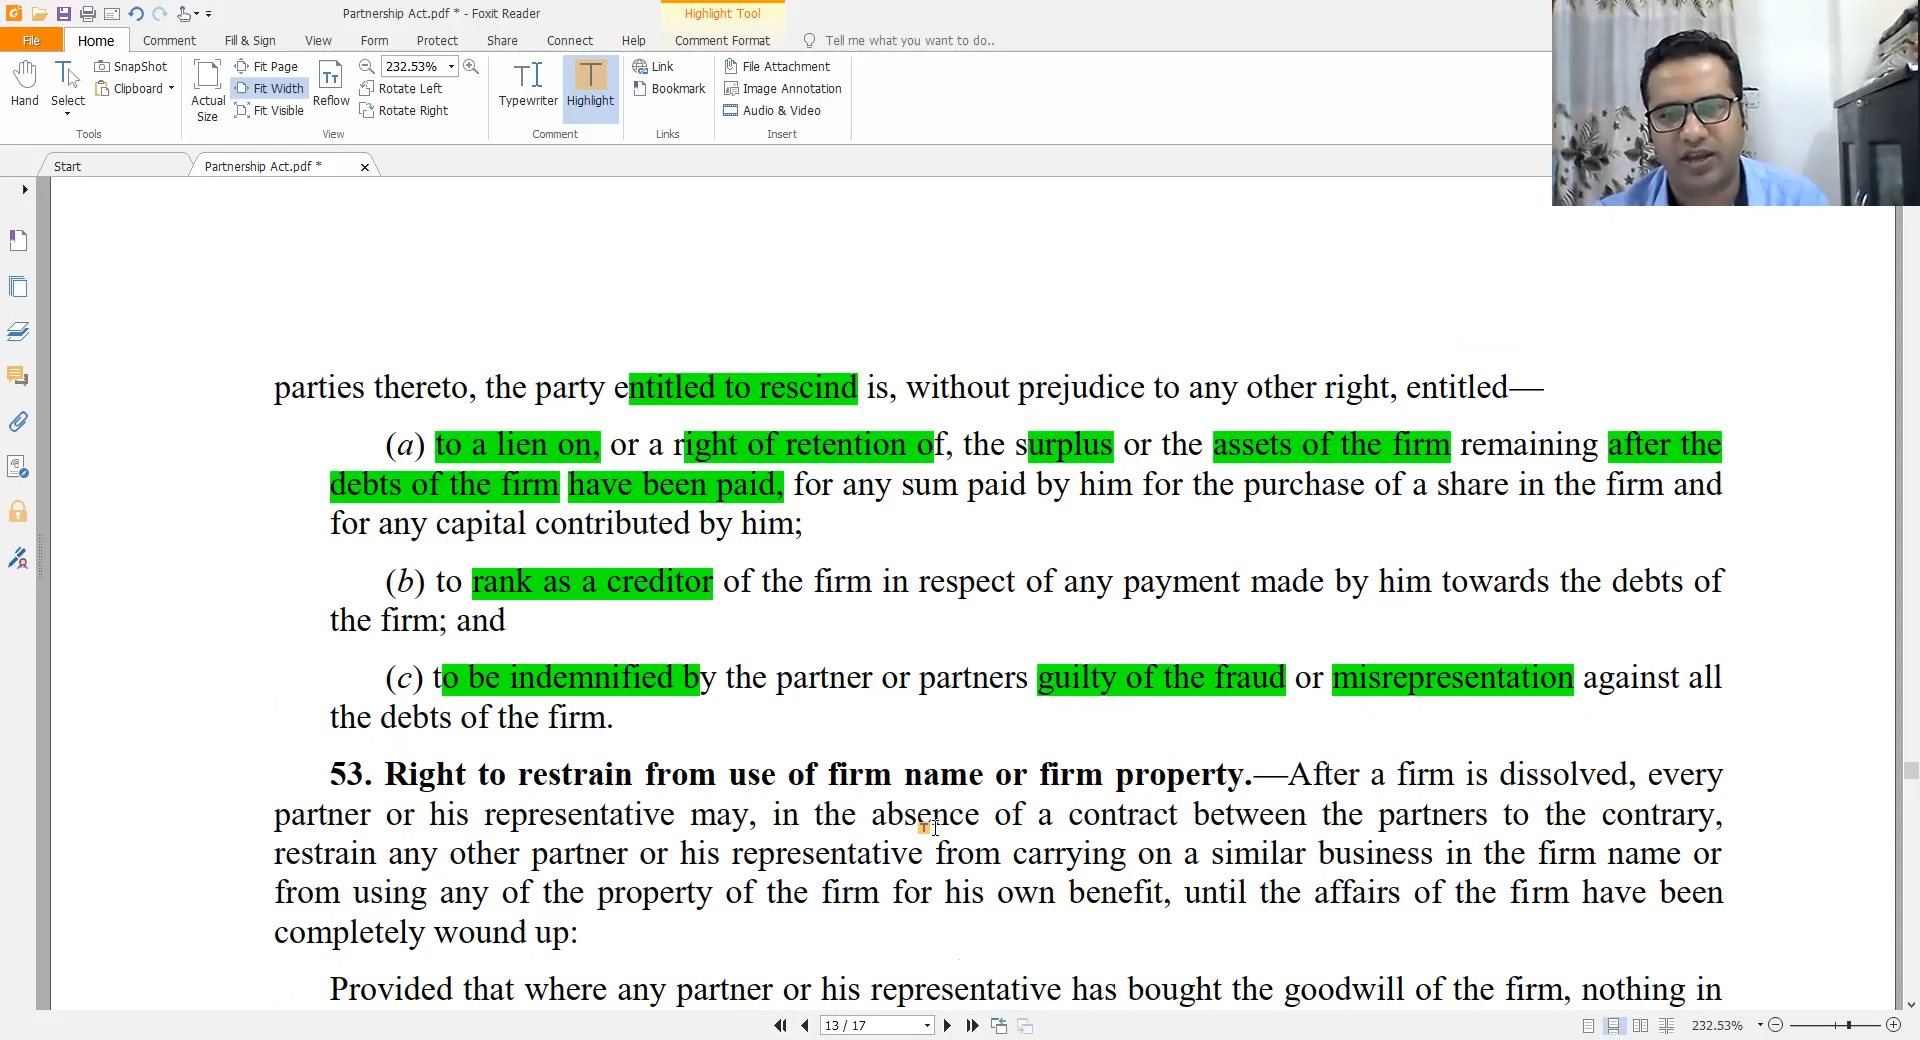 Partnership Act.pdf * - Foxit Reader
Highlight Tool
File Home Comment Fill & Sign View Form Protect Share Connect Help Comment Format Tell me what you want to do..
Hand
Select
SnapShot
Clipboard
Tools
Actual
Size
Fit Page
Fit Width
Fit Visible
Reflow
232.53%
Rotate Left
Rotate Right
View
Typewriter
Highlight
Comment
Link
Bookmark
Links
File Attachment
Image Annotation
Audio & Video
Insert
Start
Partnership Act.pdf *
parties thereto, the party entitled to rescind is, without prejudice to any other right, entitled—
(a) to a lien on, or a right of retention of, the surplus or the assets of the firm remaining after the
debts of the firm have been paid, for any sum paid by him for the purchase of a share in the firm and
for any capital contributed by him;
(b) to rank as a creditor of the firm in respect of any payment made by him towards the debts of
the firm; and
(c) to be indemnified by the partner or partners guilty of the fraud or misrepresentation against all
the debts of the firm.
53. Right to restrain from use of firm name or firm property.—After a firm is dissolved, every
partner or his representative may, in the absence of a contract between the partners to the contrary,
restrain any other partner or his representative from carrying on a similar business in the firm name or
from using any of the property of the firm for his own benefit, until the affairs of the firm have been
completely wound up:
Provided that where any partner or his representative has bought the goodwill of the firm, nothing in
13 / 17
232.53%